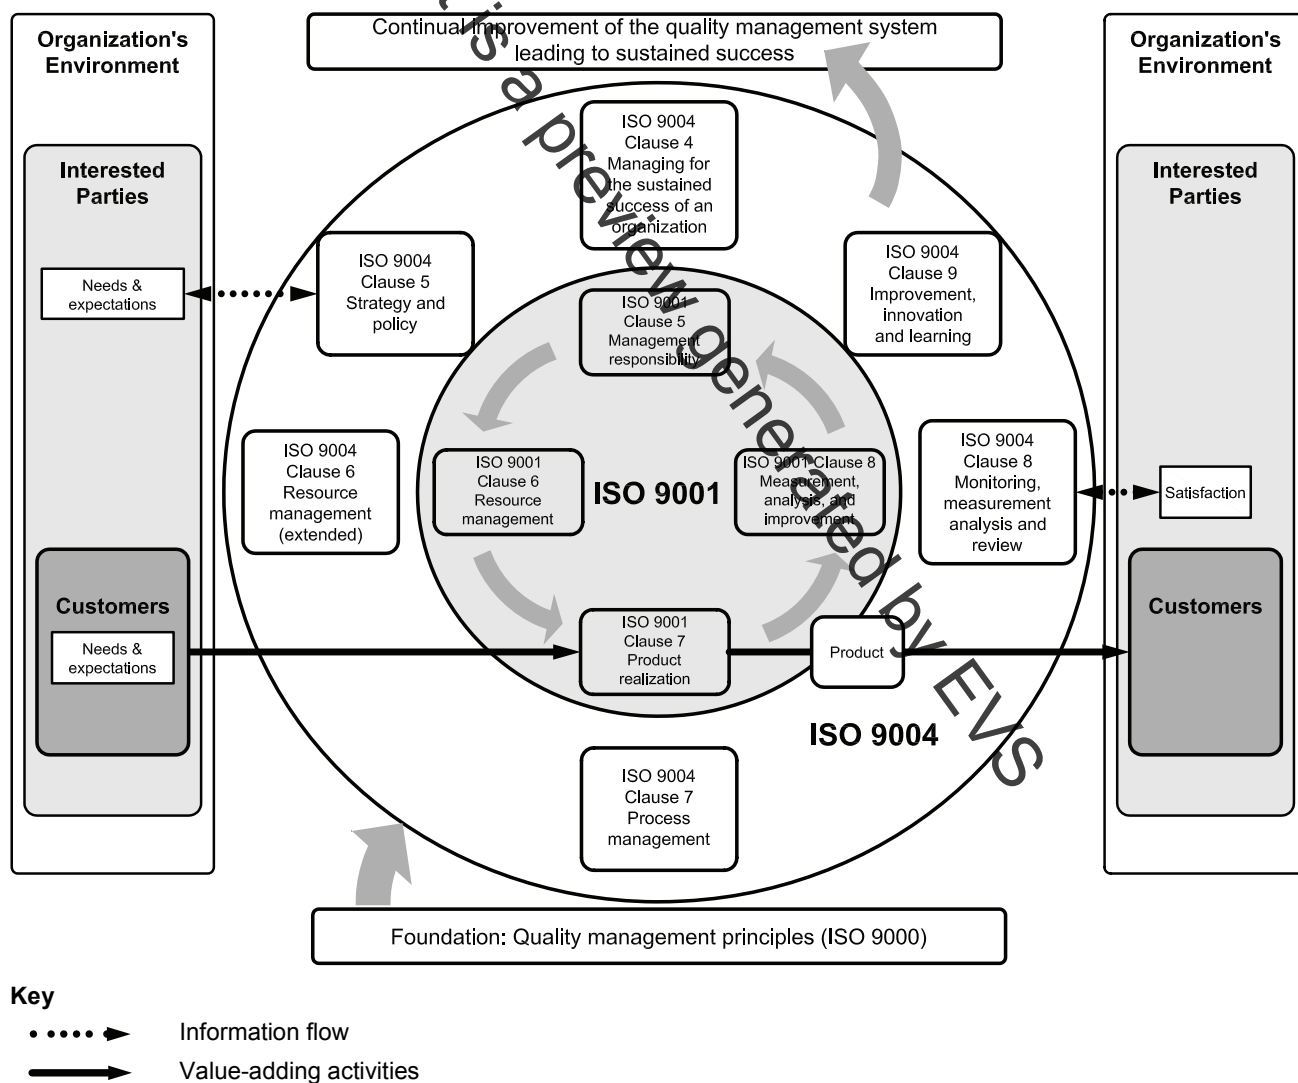 Continual improvement of the quality management system
leading to sustained success
Organization's
Environment
Interested
Parties
Needs &
expectations
Customers
Needs &
expectations
ISO 9004
Clause 4
Managing for
the sustained
success of an
organization
ISO 9004
Clause 5
Strategy and
policy
ISO 9004
Clause 9
Improvement,
innovation
and learning
ISO 9001
Clause 5
Management
responsibility
ISO 9004
Clause 6
Resource
management
(extended)
ISO 9001
Clause 6
Resource
management
ISO 9001
ISO 9001 Clause 8
Measurement,
analysis, and
improvement
ISO 9004
Clause 8
Monitoring,
measurement
analysis and
review
ISO 9001
Clause 7
Product
realization
Product
ISO 9004
ISO 9004
Clause 7
Process
management
Organization's
Environment
Interested
Parties
Satisfaction
Customers
Foundation: Quality management principles (ISO 9000)
Key
Information flow
Value-adding activities
is a preview generated by EVS